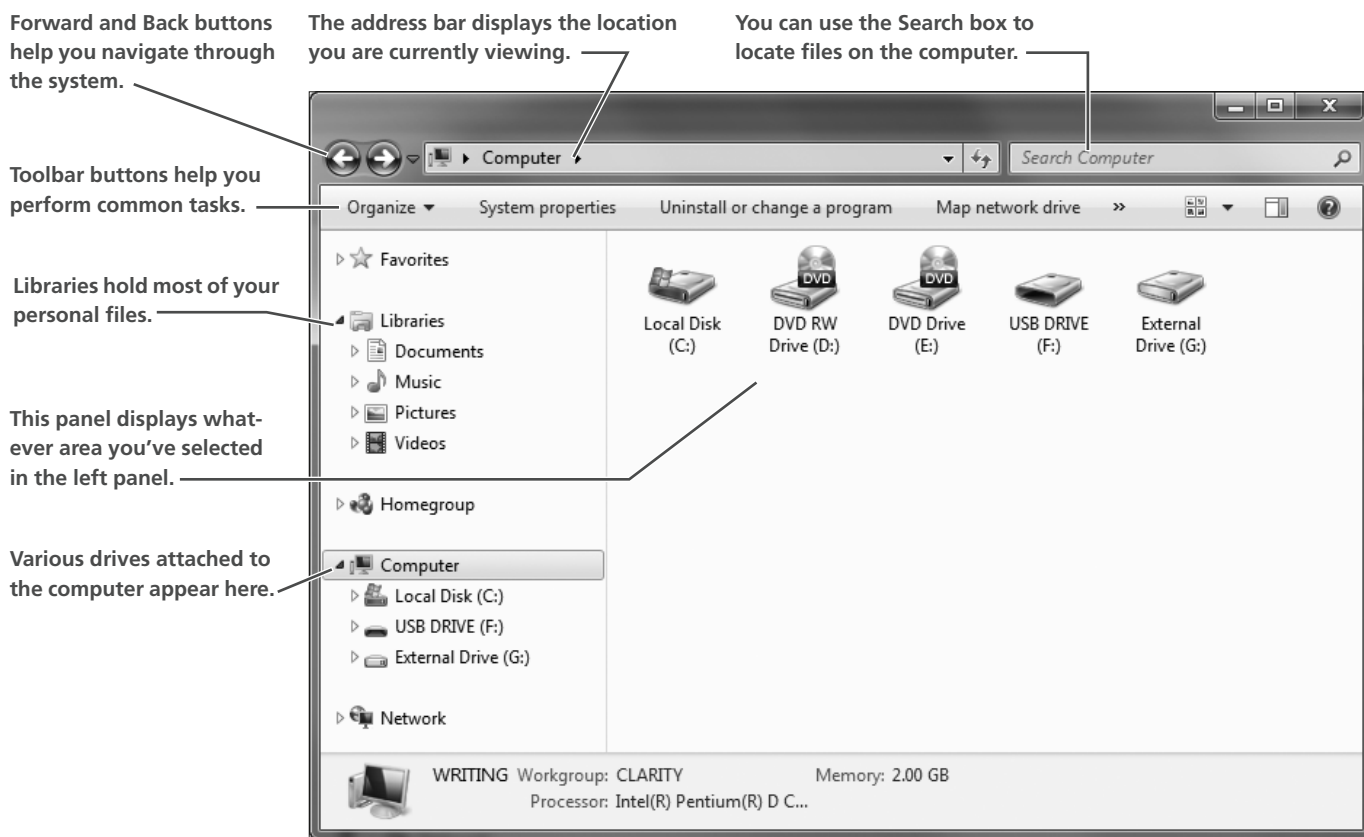 Forward and Back buttons
help you navigate through
the system.
The address bar displays the location
you are currently viewing.
You can use the Search box to
locate files on the computer.
Toolbar buttons help you
perform common tasks.
Libraries hold most of your
personal files.
This panel displays what-
ever area you've selected
in the left panel.
Various drives attached to
the computer appear here.
Computer
Search Computer
Organize System properties Uninstall or change a program Map network drive »
Favorites
Libraries
Documents
Music
Pictures
Videos
Homegroup
Computer
Local Disk (C:)
USB DRIVE (F:)
External Drive (G:)
Network
Local Disk
(C:)
DVD
DVD RW
Drive (D:)
DVD
DVD Drive
(E:)
USB DRIVE
(F:)
External
Drive (G:)
WRITING Workgroup: CLARITY Memory: 2.00 GB
Processor: Intel(R) Pentium(R) D C...